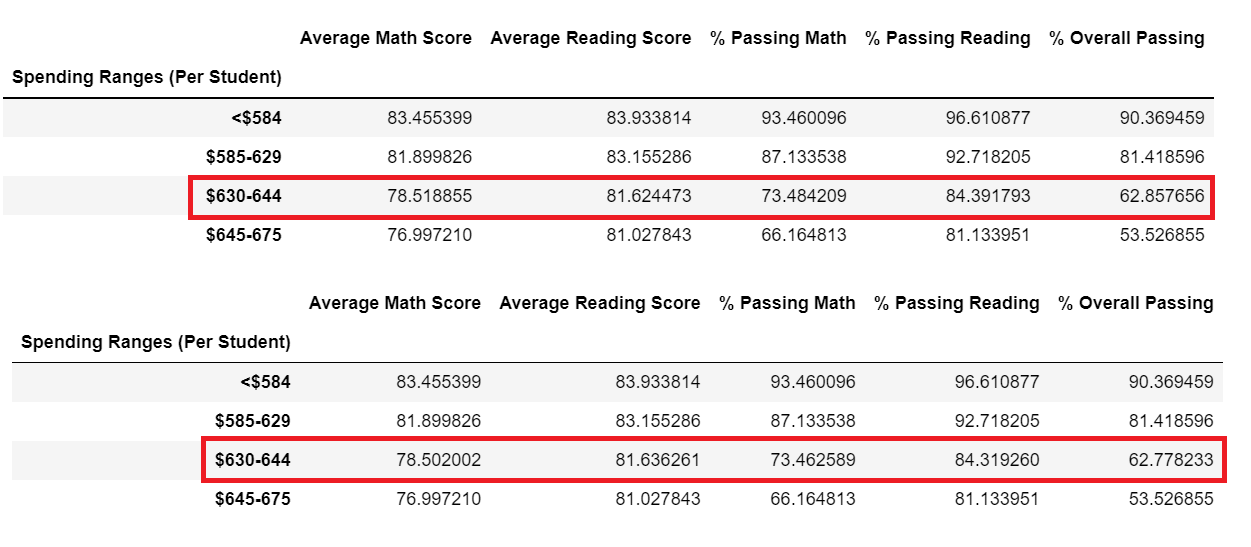 Average Math Score Average Reading Score % Passing Math % Passing Reading % Overall Passing
Spending Ranges (Per Student)
<$584 83.455399 83.933814 93.460096 96.610877 90.369459
$585-629 81.899826 83.155286 87.133538 92.718205 81.418596
$630-644 78.518855 81.624473 73.484209 84.391793 62.857656
$645-675 76.997210 81.027843 66.164813 81.133951 53.526855
Average Math Score Average Reading Score % Passing Math % Passing Reading % Overall Passing
Spending Ranges (Per Student)
<$584 83.455399 83.933814 93.460096 96.610877 90.369459
$585-629 81.899826 83.155286 87.133538 92.718205 81.418596
$630-644 78.502002 81.636261 73.462589 84.319260 62.778233
$645-675 76.997210 81.027843 66.164813 81.133951 53.526855